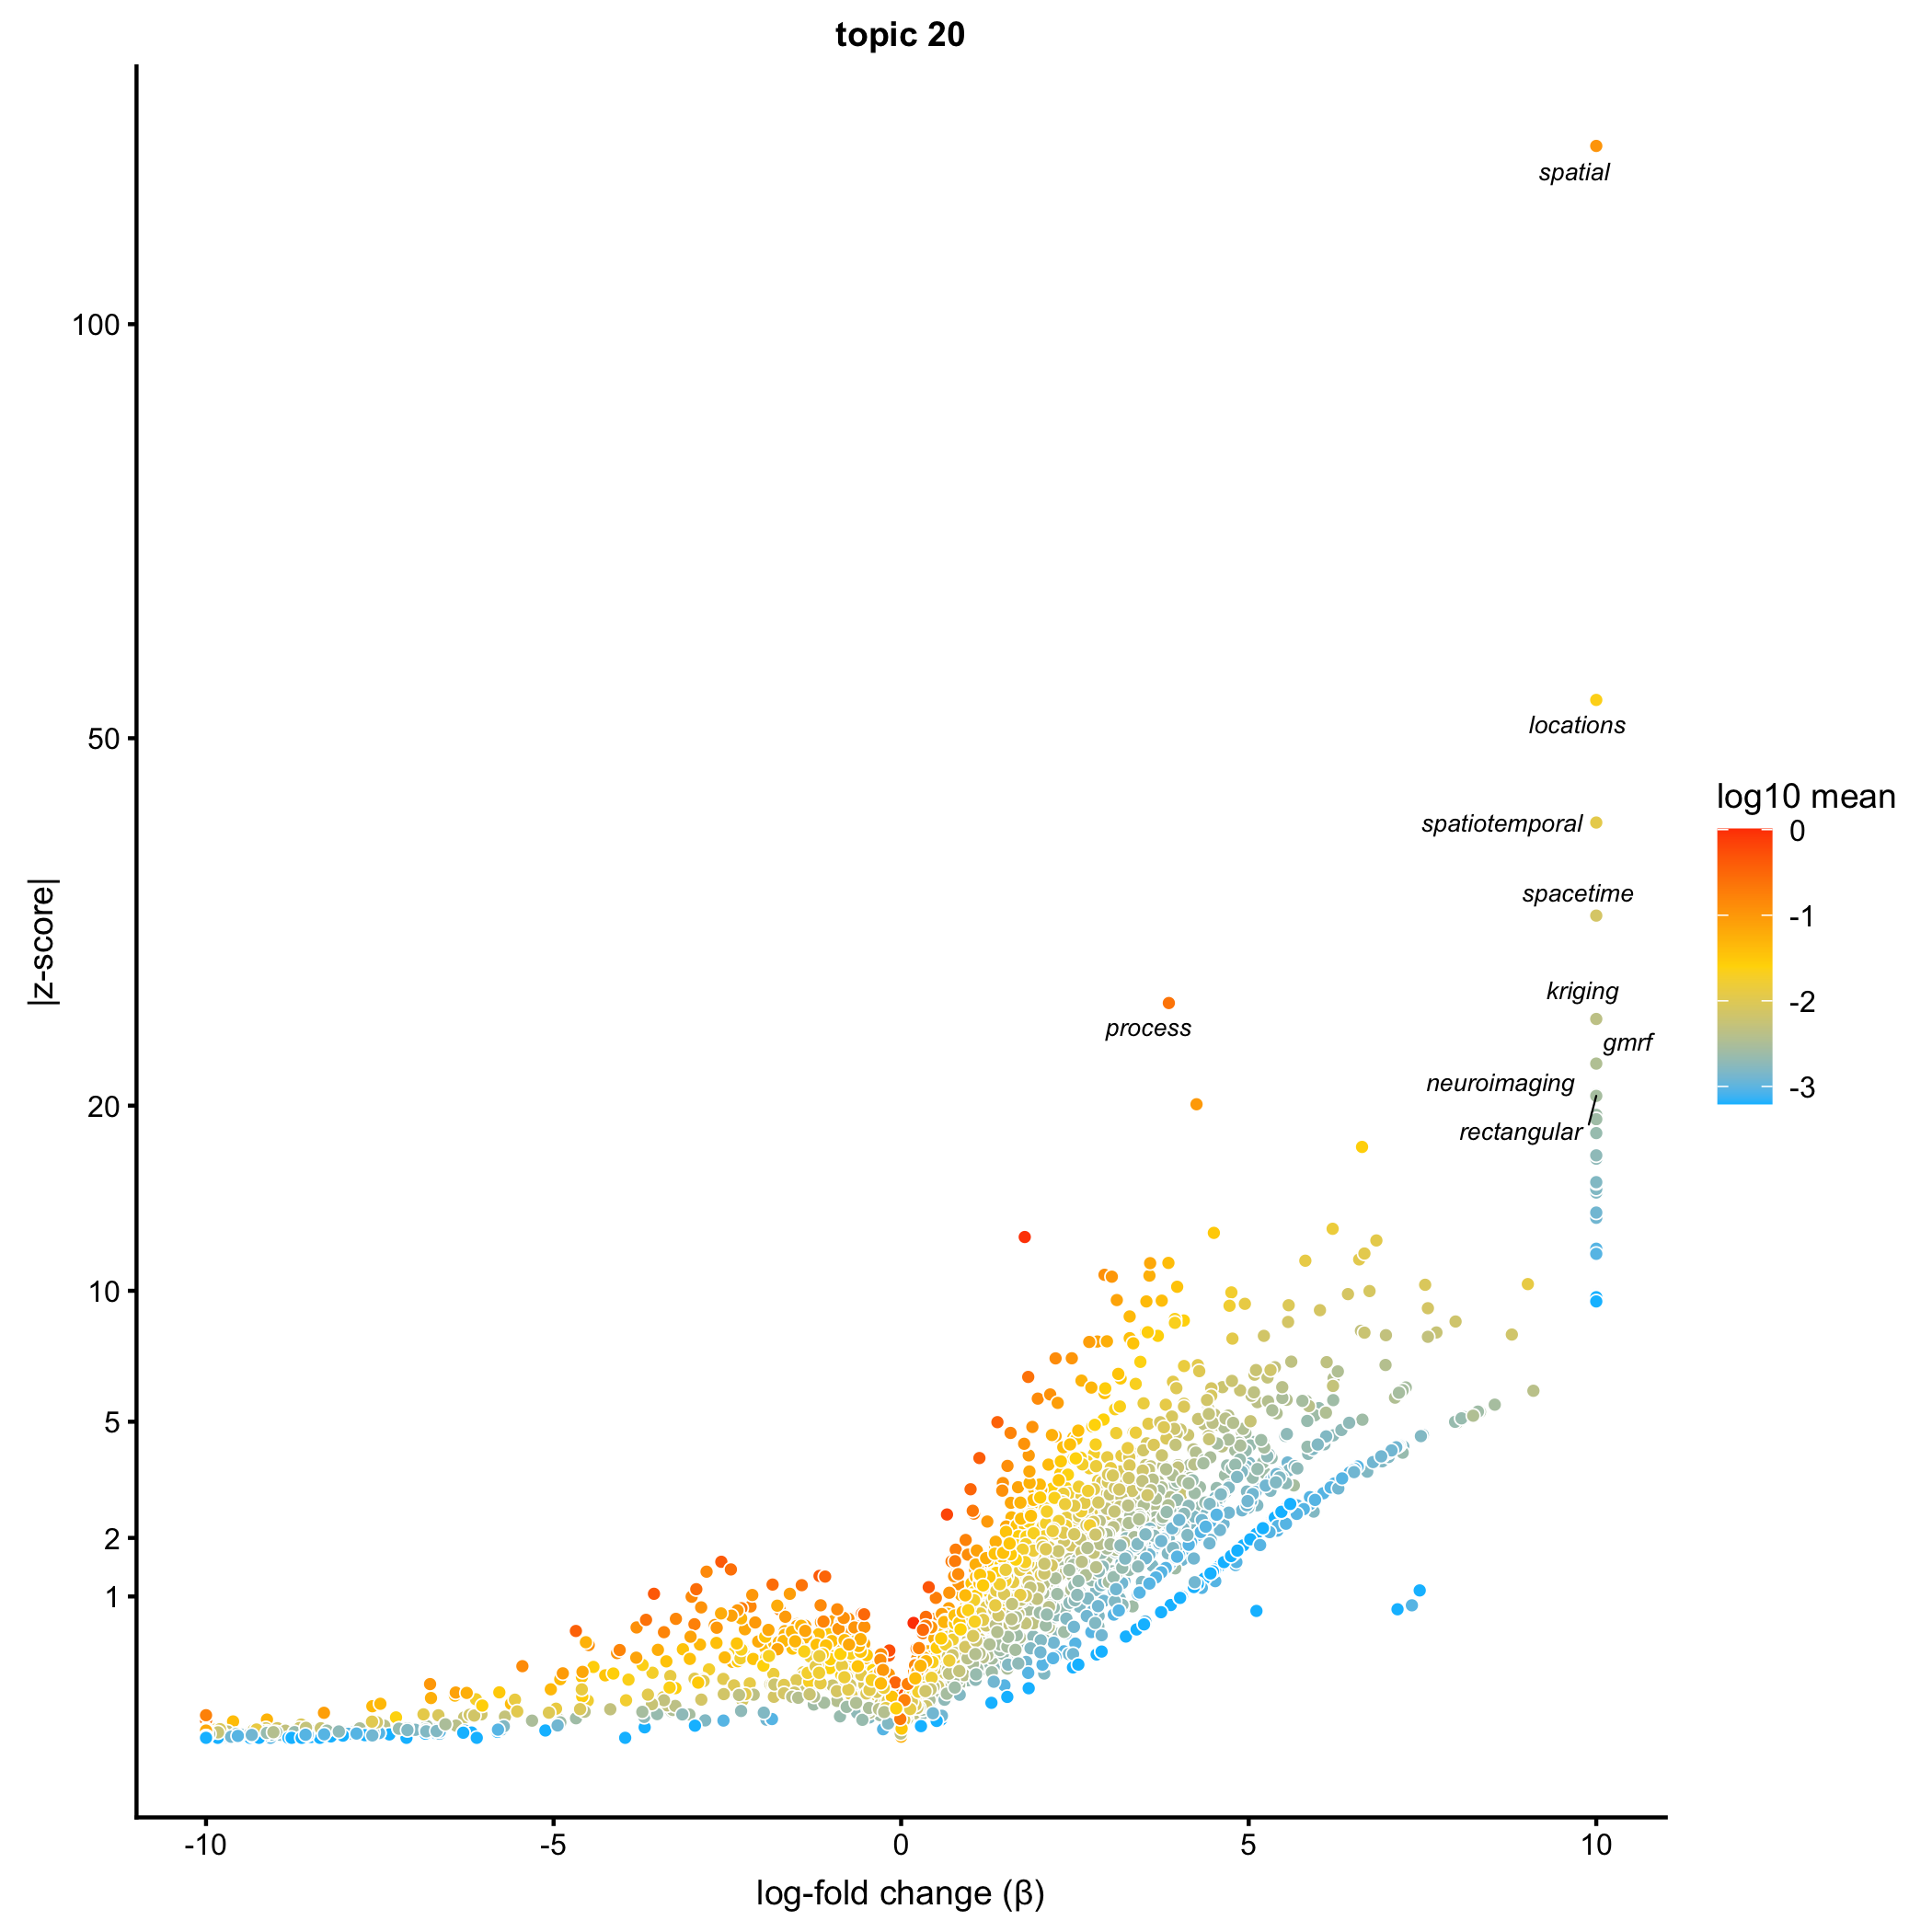 topic 20
spatial
100
locations
50
log10 mean
spatiotemporal
0
spacetime
-1
|z-score|
kriging
-2
process
gmrf
neuroimaging
-3
20
rectangular
10
5
2
1
-10 -5 0 5 10
log-fold change (β)